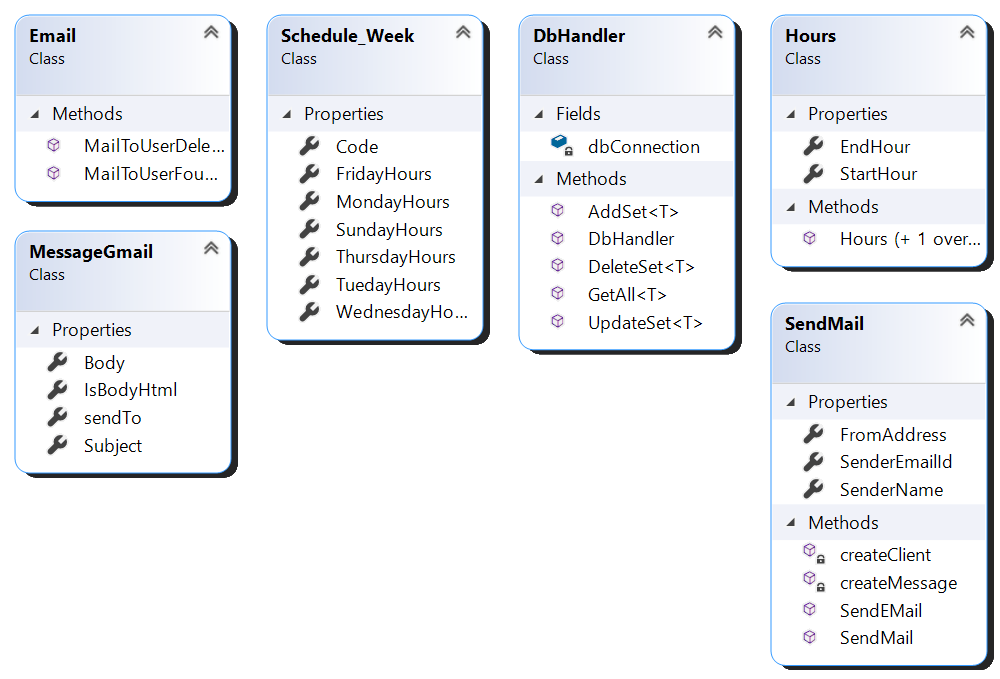 Email
Class
Methods
MailToUserDele...
MailToUserFou...
MessageGmail
Class
Properties
Body
IsBodyHtml
sendTo
Subject
Schedule_Week
Class
Properties
Code
FridayHours
MondayHours
SundayHours
ThursdayHours
TuedayHours
WednesdayHo...
DbHandler
Class
Fields
dbConnection
Methods
AddSet<T>
DbHandler
DeleteSet<T>
GetAll<T>
UpdateSet<T>
Hours
Class
Properties
EndHour
StartHour
Methods
Hours (+ 1 over...
SendMail
Class
Properties
FromAddress
SenderEmailId
SenderName
Methods
createClient
createMessage
SendEMail
SendMail